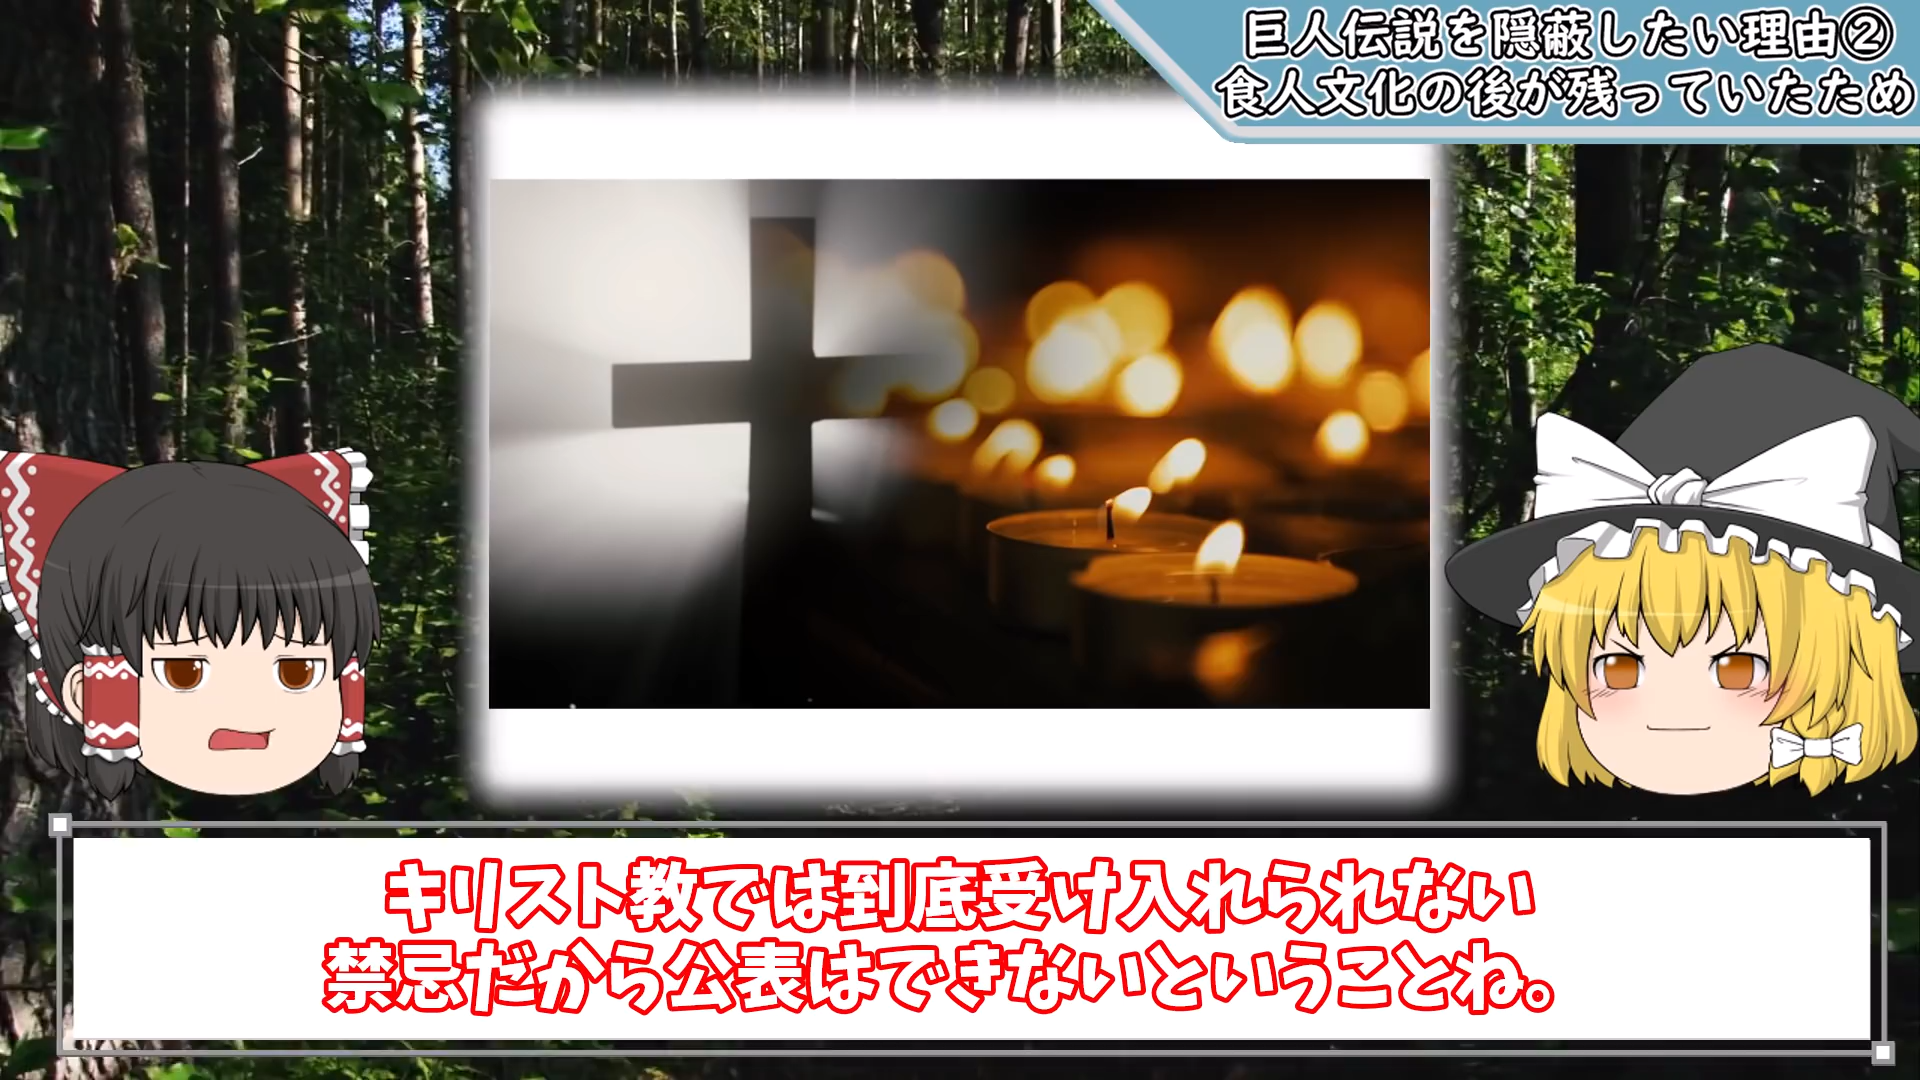 巨人伝説を隠蔽したい理由②
食人文化の後が残っていたため
キリスト教では到底受け入れられない
禁忌だから公表はできないということね。